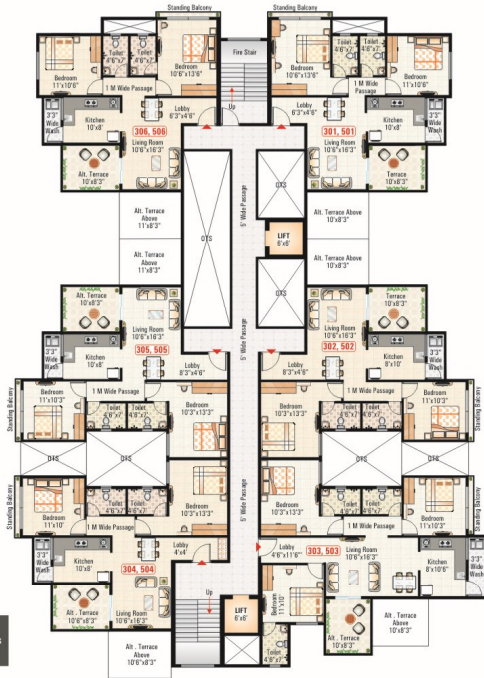 Standing Balcony
Standing Balcony
Bedroom
11'x10'6"
Toilet
4'6"x7'
Toilet
4'6"x7'
Bedroom
10'6"x13'6"
Fire Stair
Bedroom
10'6"x13'6"
Toilet
4'6"x7'
Toilet
4'6"x7'
Bedroom
11'x10'6"
1 M Wide Passage
1 M Wide Passage
3'3"
Wide
Wash
Kitchen
10'x8'
Lobby
6'3"x4'6"
Up
Lobby
6'3"x4'6"
Kitchen
10'x8'
3'3"
Wide
Wash
306, 506
301, 501
Living Room
10'6"x16'3"
Living Room
10'6"x16'3"
Alt. Terrace
10'x8'3"
Terrace
10'x8'3"
5' Wide Passage
OTS
OTS
Alt. Terrace
Above
11'x8'3"
Alt. Terrace Above
10'x8'3"
LIFT
6'x6'
Alt. Terrace
Above
11'x8'3"
Alt. Terrace Above
10'x8'3"
OTS
Alt. Terrace
10'x8'3"
Terrace
10'x8'3"
Living Room
10'6"x16'3"
Living Room
10'6"x16'3"
305, 505
302, 502
5' Wide Passage
3'3"
Wide
Wash
Kitchen
10'x8'
Lobby
8'3"x4'6"
Lobby
8'3"x4'6"
Kitchen
8'x10'
3'3"
Wide
Wash
Standing Balcony
Bedroom
11'x10'3"
1 M Wide Passage
Toilet
4'6"x7'
Toilet
4'6"x7'
Bedroom
10'3"x13'3"
Bedroom
10'3"x13'3"
1 M Wide Passage
Toilet
4'6"x7'
Toilet
4'6"x7'
Bedroom
11'x10'3"
Standing Balcony
OTS
OTS
OTS
OTS
Standing Balcony
Bedroom
11'x10'
Toilet
4'6"x7'
Toilet
4'6"x7'
Bedroom
10'3"x13'3"
5' Wide Passage
Bedroom
10'3"x13'3"
Toilet
4'6"x7'
Toilet
4'6"x7'
Bedroom
11'x10'3"
Standing Balcony
1 M Wide Passage
1 M Wide Passage
3'3"
Wide
Wash
Kitchen
10'x8'
Lobby
4'x4'
Lobby
4'6"x11'6"
303, 503
Living Room
10'6"x16'3"
Kitchen
8'x10'6"
3'3"
Wide
Wash
304, 504
Alt . Terrace
10'x8'3"
Living Room
10'6"x16'3"
Up
LIFT
6'x6'
Bedroom
11'x10'
Alt . Terrace
10'x8'3"
Alt . Terrace
Above
10'x8'3"
Toilet
4'6"x7'
Alt . Terrace
Above
10'6"x8'3"